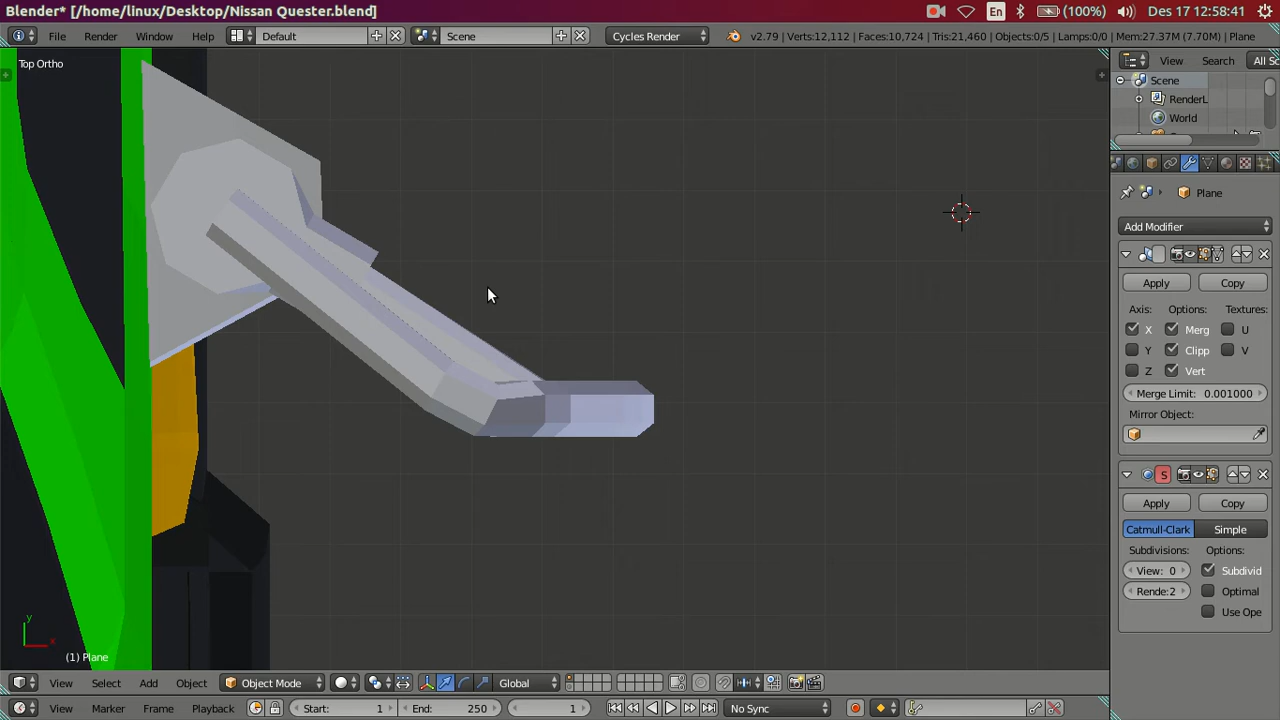 Blender* [/home/linux/Desktop/Nissan Quester.blend]
En (100%) Des 17 12:58:41
File Render Window Help Default Scene Cycles Render v2.79 | Verts:12,112 | Faces:10,724 | Tris:21,460 | Objects:0/5 | Lamps:0/0 | Mem:27.37M (7.70M) | Plane
Top Ortho
View Search All Sc
Scene
RenderL
World
Plane
Add Modifier
Apply Copy
Axis: Options: Textures:
X Merg U
Y Clipp V
Z Vert
Merge Limit: 0.001000
Mirror Object:
S
Apply Copy
Catmull-Clark Simple
Subdivisions: Options:
View: 0 Subdivid
Rende:2 Optimal
Use Ope
y
x
(1) Plane
View Select Add Object Object Mode Global
View Marker Frame Playback Start: 1 End: 250 1 No Sync